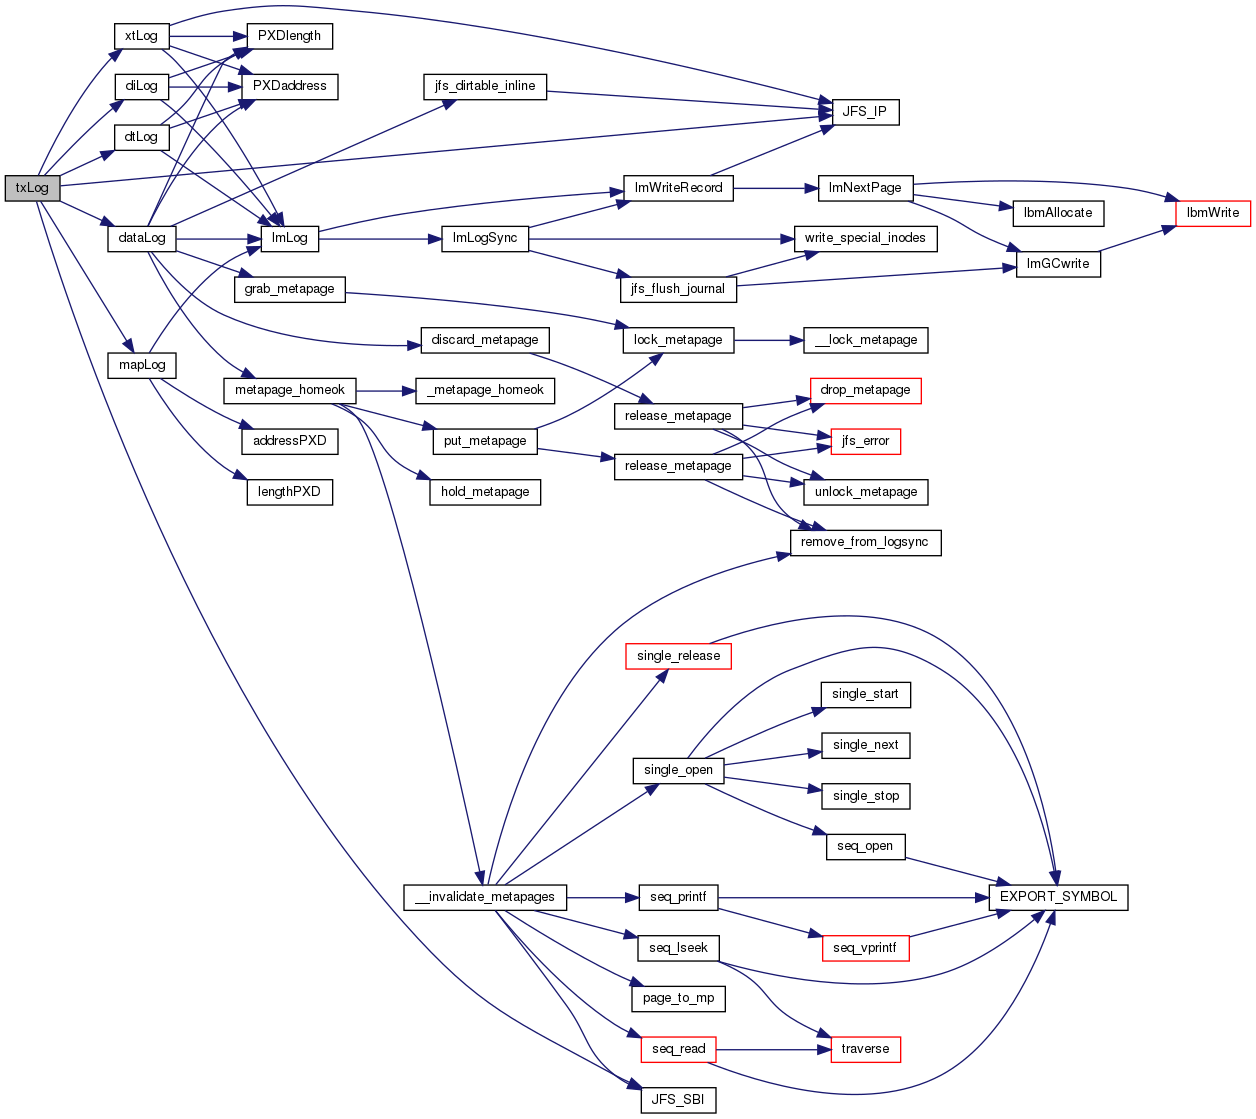 xtLog
PXDlength
diLog
PXDaddress
jfs_dirtable_inline
JFS_IP
dtLog
txLog
lmWriteRecord
lmNextPage
lbmAllocate
lbmWrite
dataLog
lmLog
lmLogSync
write_special_inodes
lmGCwrite
grab_metapage
jfs_flush_journal
discard_metapage
lock_metapage
__lock_metapage
mapLog
metapage_homeok
_metapage_homeok
drop_metapage
release_metapage
addressPXD
put_metapage
jfs_error
release_metapage
lengthPXD
hold_metapage
unlock_metapage
remove_from_logsync
single_release
single_start
single_next
single_open
single_stop
seq_open
__invalidate_metapages
seq_printf
EXPORT_SYMBOL
seq_lseek
seq_vprintf
page_to_mp
seq_read
traverse
JFS_SBI